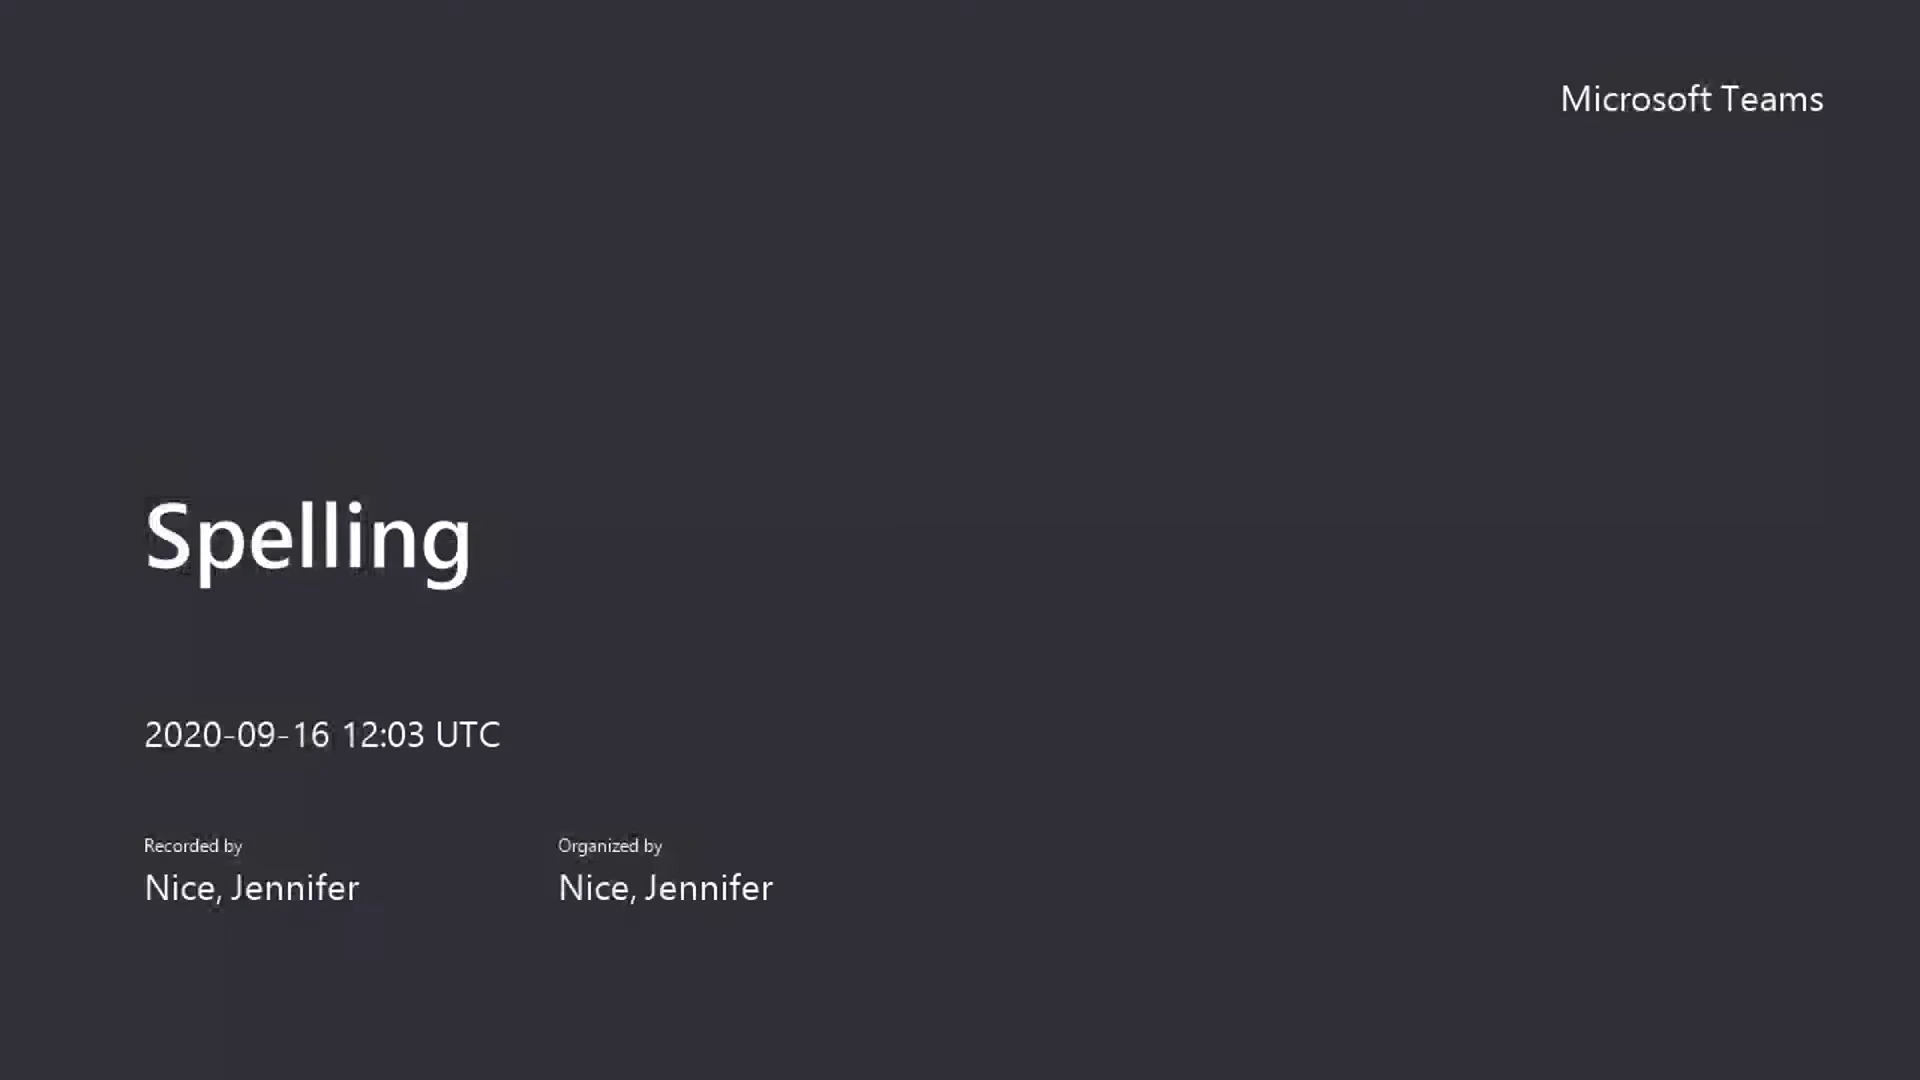 Microsoft Teams
Spelling
2020-09-16 12:03 UTC
Recorded by
Nice, Jennifer
Organized by
Nice, Jennifer